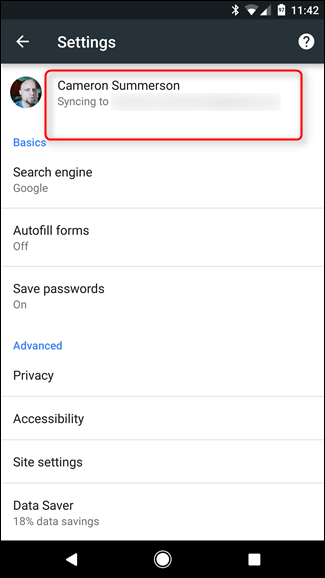 11:42
Settings
Cameron Summerson
Syncing to
Basics
Search engine
Google
Autofill forms
Off
Save passwords
On
Advanced
Privacy
Accessibility
Site settings
Data Saver
18% data savings